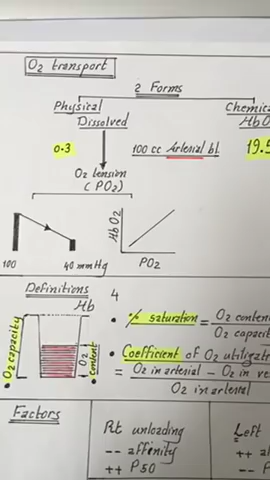 O2 transport
2 Forms
Physical
Dissolved
Chemic
HbO
0.3
100 cc Arterial bl.
19.5
O2 tension
(PO2)
HbO2
PO2
100
40 mmHg
Definitions
4
Hb
O2 capacity
O2 Content
• % saturation = O2 conten
O2 capac
• Coefficient of O2 utilizati
= O2 in arterial - O2 in ve
O2 in arterial
Factors
Rt unloading
-- affinity
++ P50
Left
++ a
-- P